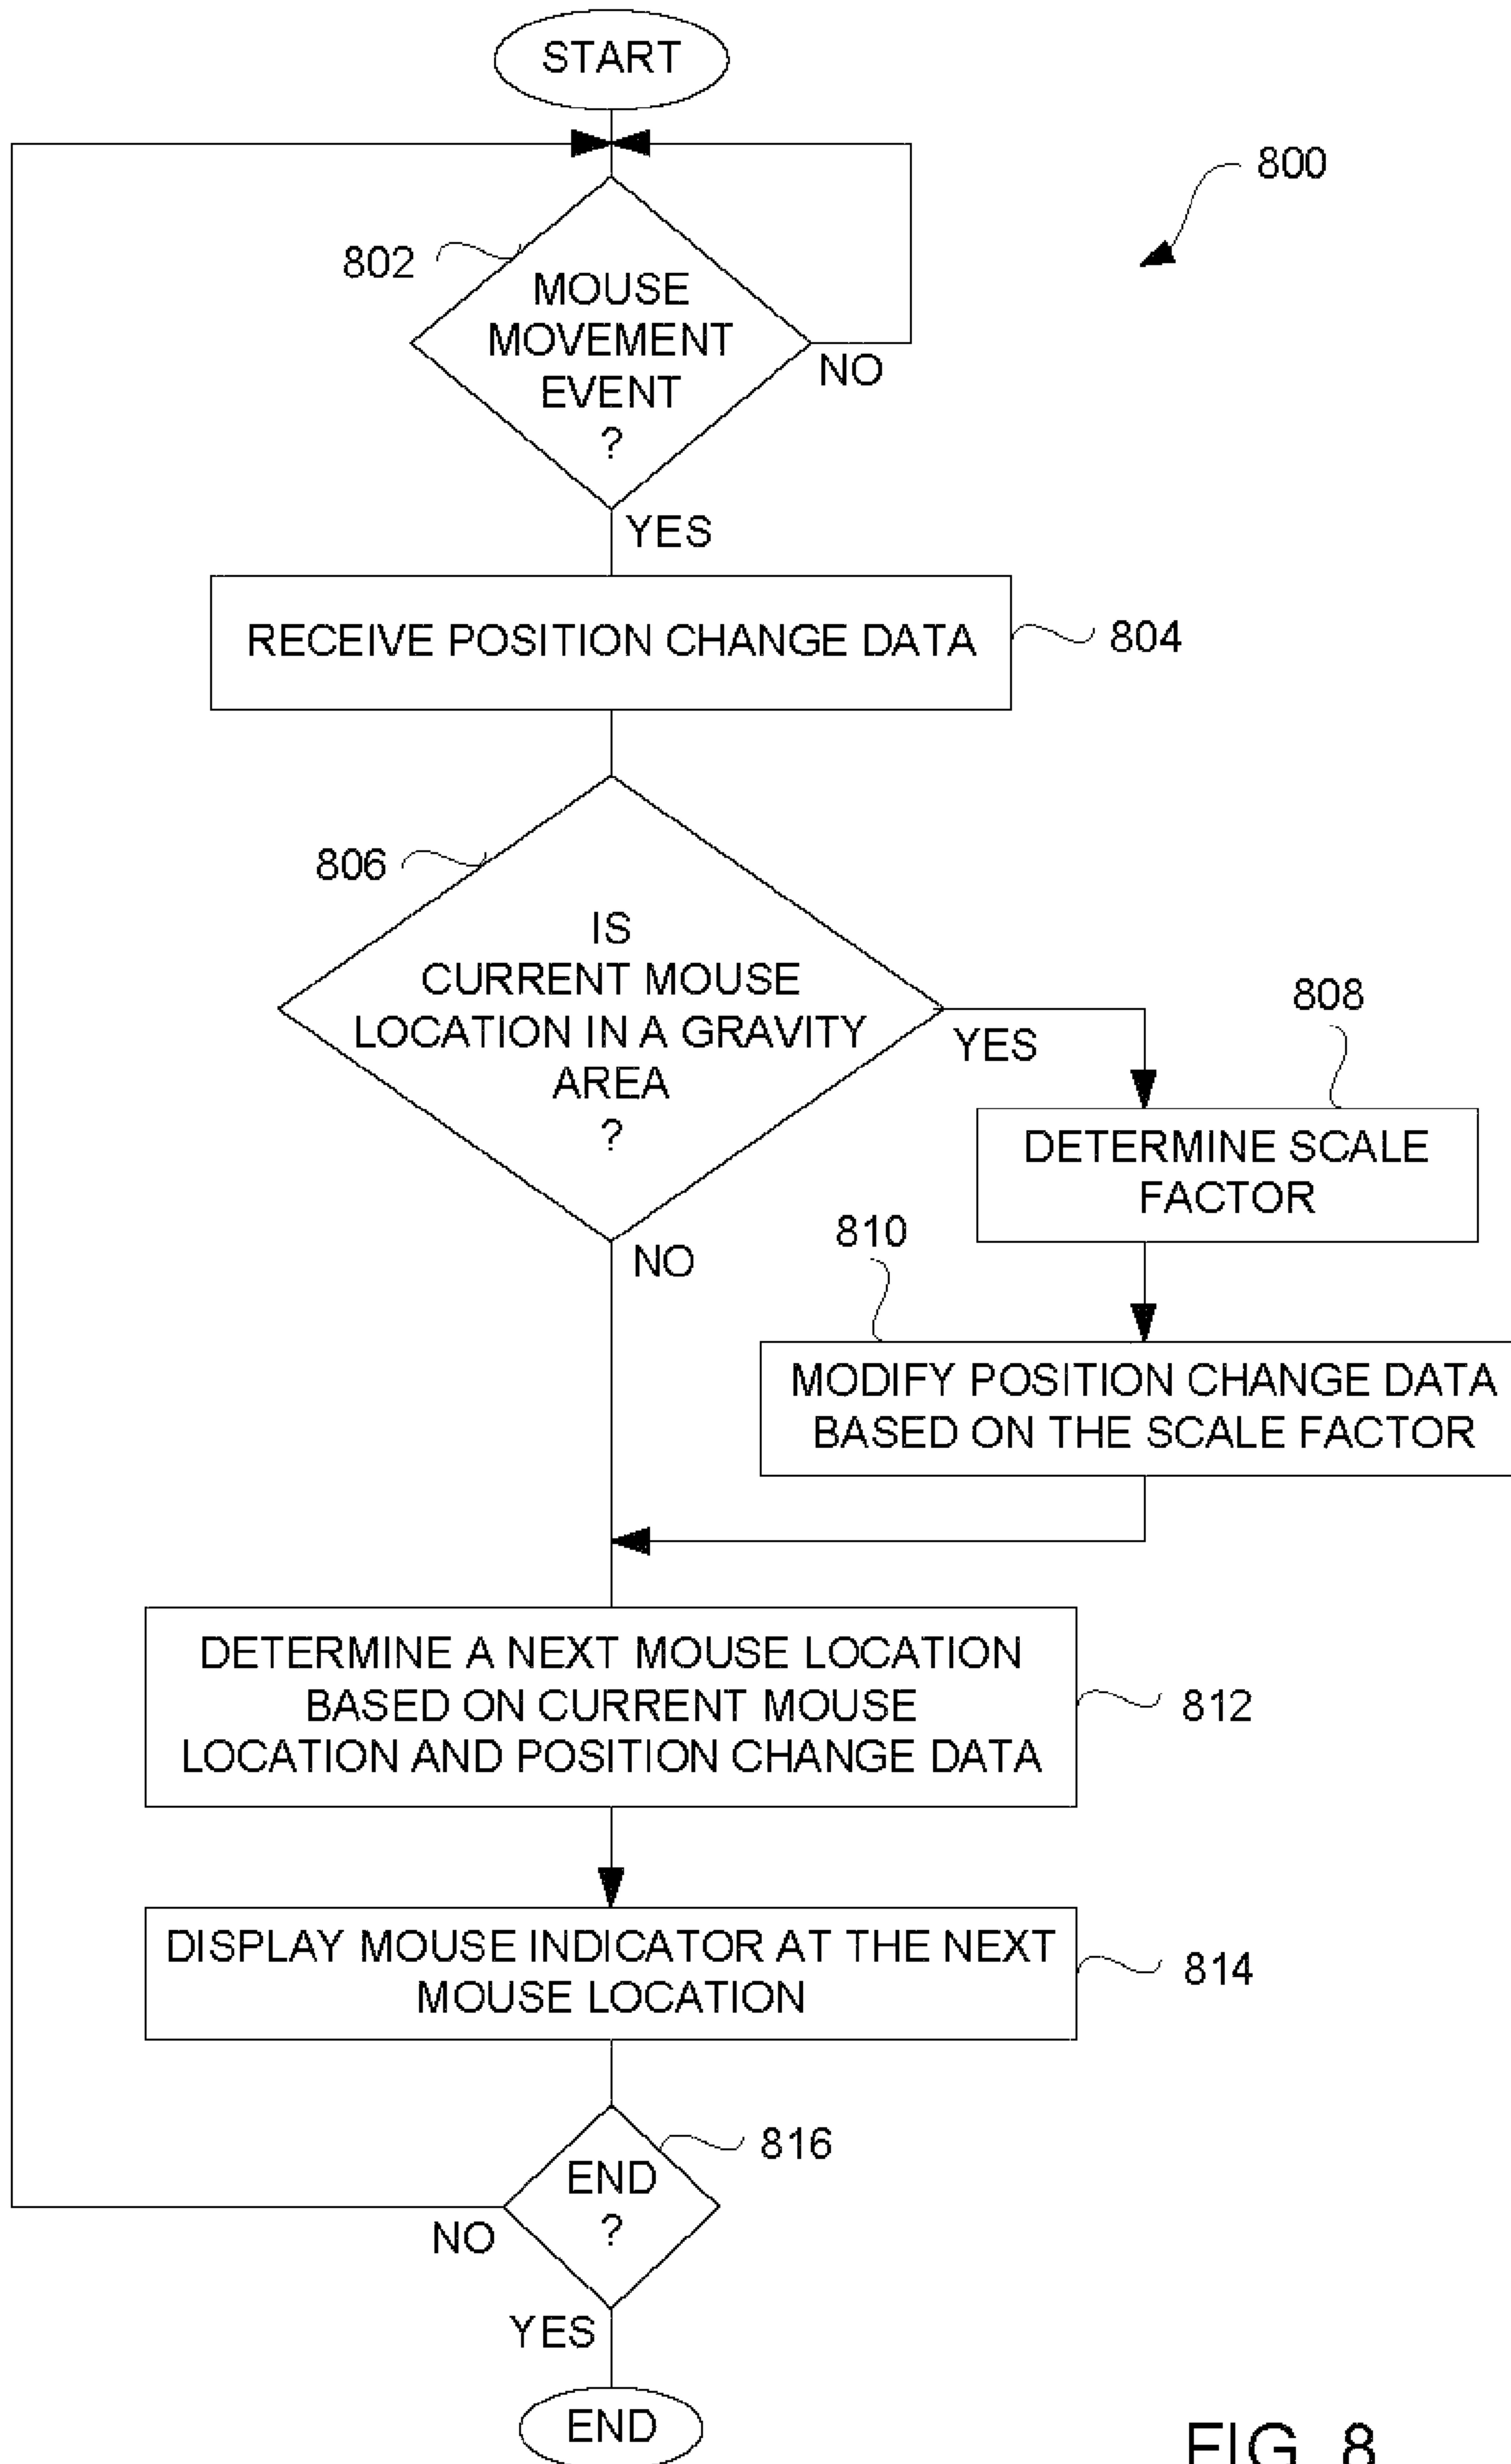 START
800
802
MOUSE
MOVEMENT
EVENT
?
NO
YES
RECEIVE POSITION CHANGE DATA
804
806
IS
CURRENT MOUSE
LOCATION IN A GRAVITY
AREA
?
YES
NO
808
DETERMINE SCALE
FACTOR
810
MODIFY POSITION CHANGE DATA
BASED ON THE SCALE FACTOR
DETERMINE A NEXT MOUSE LOCATION
BASED ON CURRENT MOUSE
LOCATION AND POSITION CHANGE DATA
812
DISPLAY MOUSE INDICATOR AT THE NEXT
MOUSE LOCATION
814
816
END
?
NO
YES
END
FIG. 8